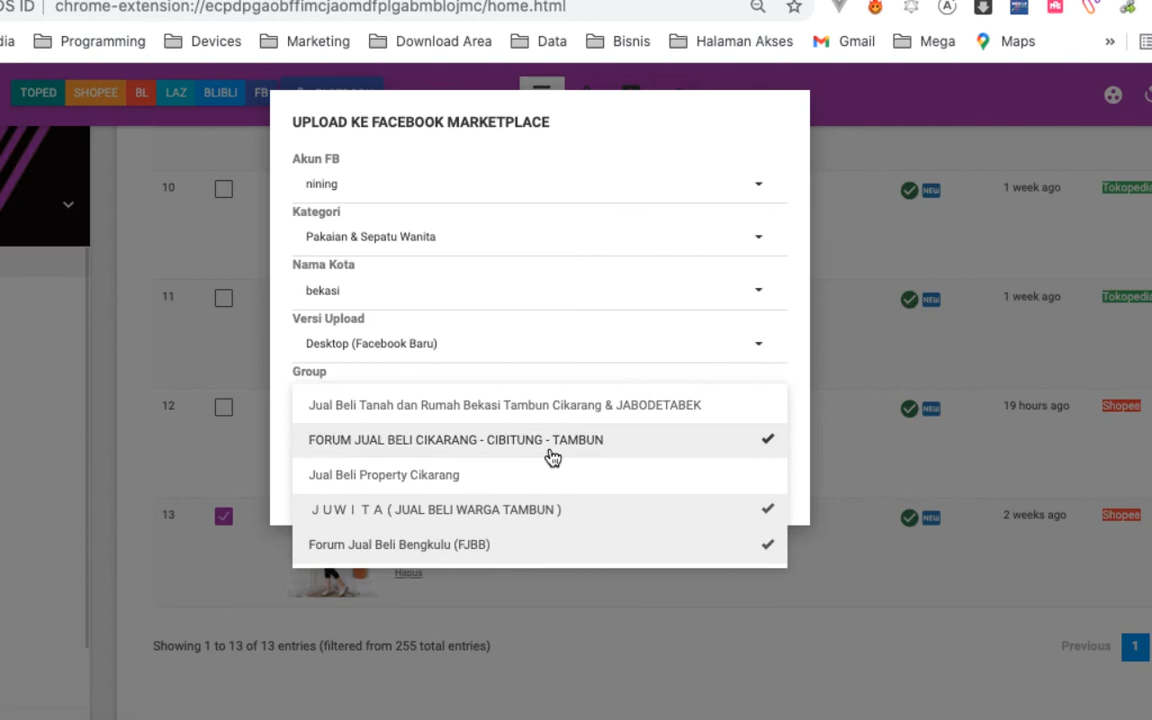 OS ID
chrome-extension://ecpdpgaobffimcjaomdfplgabmblojmc/home.html
dia
Programming
Devices
Marketing
Download Area
Data
Bisnis
Halaman Akses
Gmail
Mega
Maps
»
TOPED
SHOPEE
BL
LAZ
BLIBLI
FB
UPLOAD KE FACEBOOK MARKETPLACE
Akun FB
nining
Kategori
Pakaian & Sepatu Wanita
Nama Kota
bekasi
Versi Upload
Desktop (Facebook Baru)
Group
Jual Beli Tanah dan Rumah Bekasi Tambun Cikarang & JABODETABEK
FORUM JUAL BELI CIKARANG - CIBITUNG - TAMBUN
Jual Beli Property Cikarang
J U W I T A ( JUAL BELI WARGA TAMBUN )
Forum Jual Beli Bengkulu (FJBB)
10
NEW
1 week ago
Tokopedia
11
NEW
1 week ago
Tokopedia
12
NEW
19 hours ago
Shopee
13
NEW
2 weeks ago
Shopee
Hapus
Showing 1 to 13 of 13 entries (filtered from 255 total entries)
Previous
1